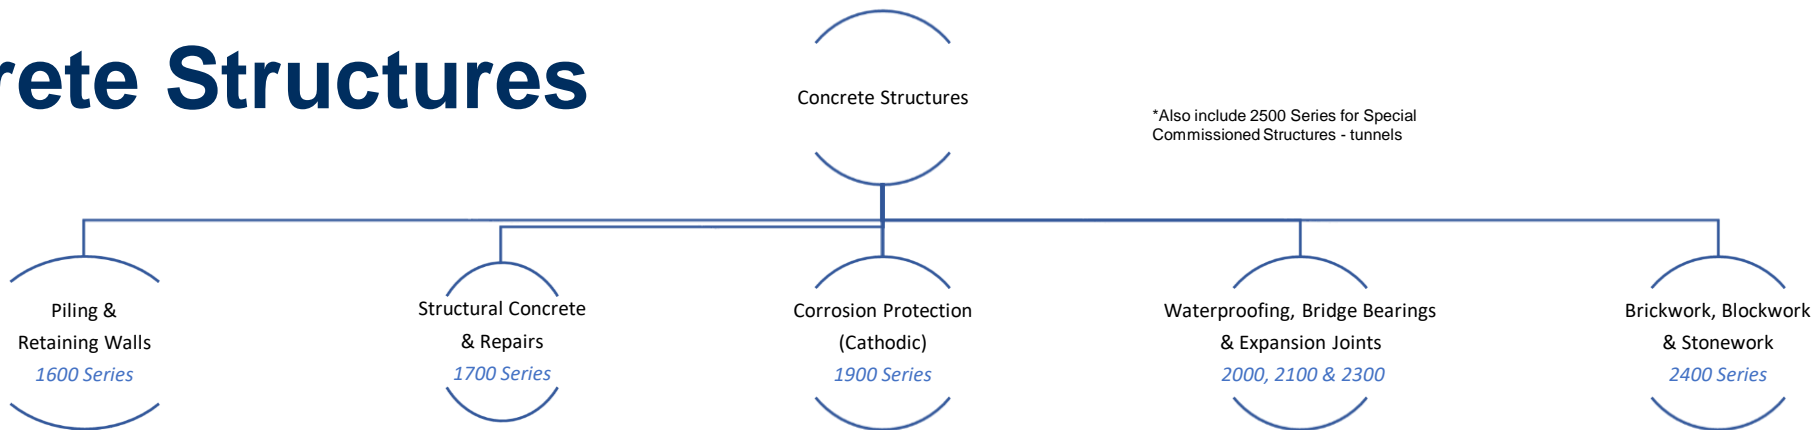 rete Structures
Concrete Structures
*Also include 2500 Series for Special
Commissioned Structures - tunnels
Piling &
Retaining Walls
1600 Series
Structural Concrete
& Repairs
1700 Series
Corrosion Protection
(Cathodic)
1900 Series
Waterproofing, Bridge Bearings
& Expansion Joints
2000, 2100 & 2300
Brickwork, Blockwork
& Stonework
2400 Series